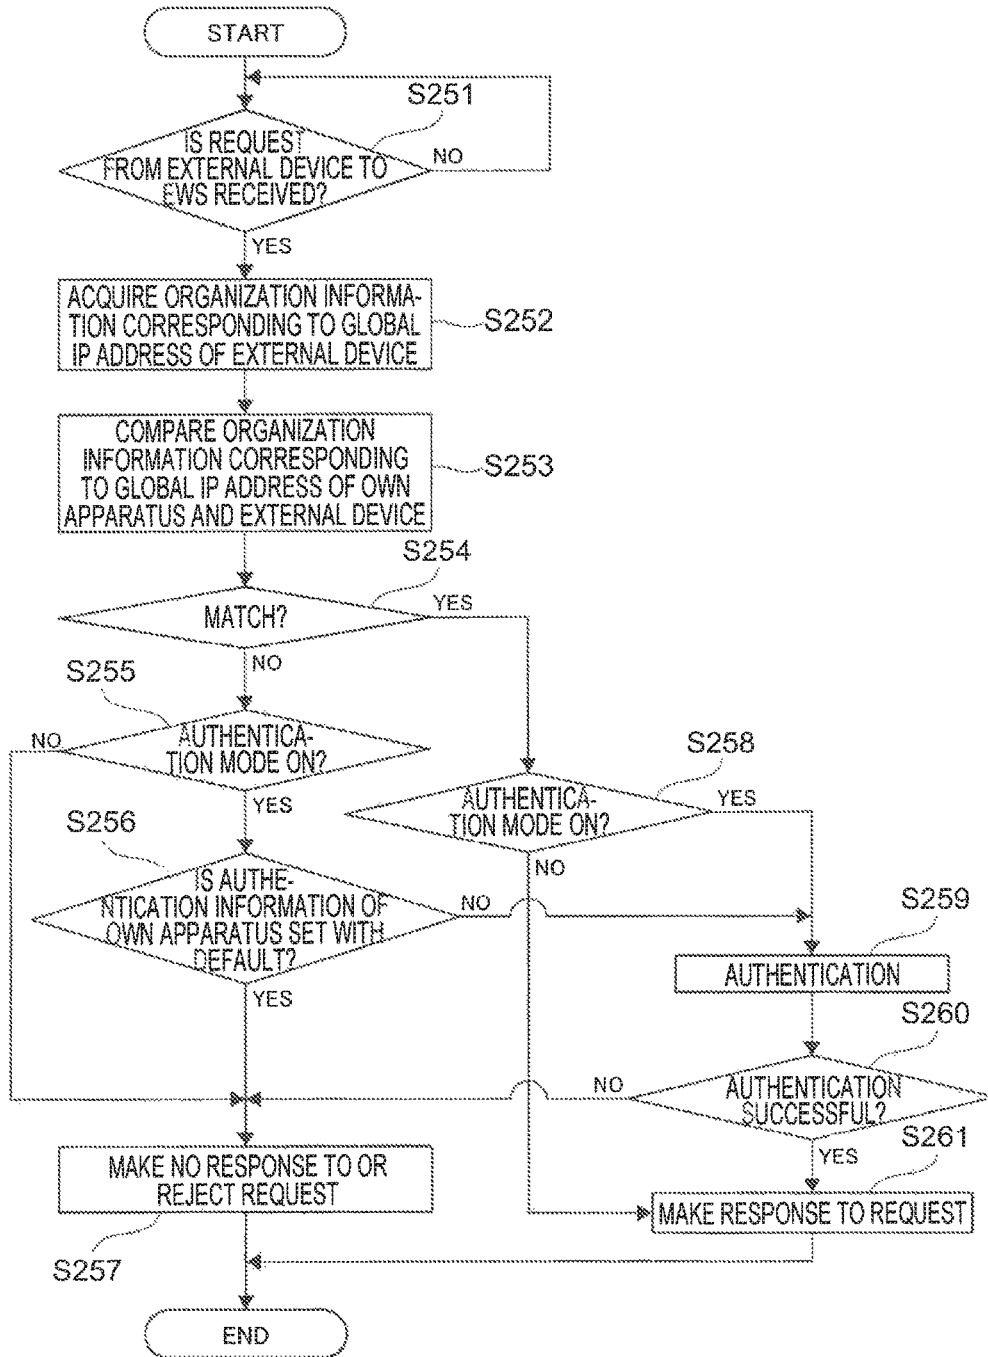 START
S251
IS REQUEST
FROM EXTERNAL DEVICE TO
EWS RECEIVED?
NO
YES
ACQUIRE ORGANIZATION INFORMA-
TION CORRESPONDING TO GLOBAL
IP ADDRESS OF EXTERNAL DEVICE
S252
COMPARE ORGANIZATION
INFORMATION CORRESPONDING
TO GLOBAL IP ADDRESS OF OWN
APPARATUS AND EXTERNAL DEVICE
S253
S254
MATCH?
YES
NO
S255
NO
AUTHENTICA-
TION MODE ON?
YES
S258
AUTHENTICA-
TION MODE ON?
YES
NO
S256
IS AUTHE-
NTICATION INFORMATION OF
OWN APPARATUS SET WITH
DEFAULT?
NO
YES
S259
AUTHENTICATION
S260
NO
AUTHENTICATION
SUCCESSFUL?
YES
S261
MAKE NO RESPONSE TO OR
REJECT REQUEST
MAKE RESPONSE TO REQUEST
S257
END